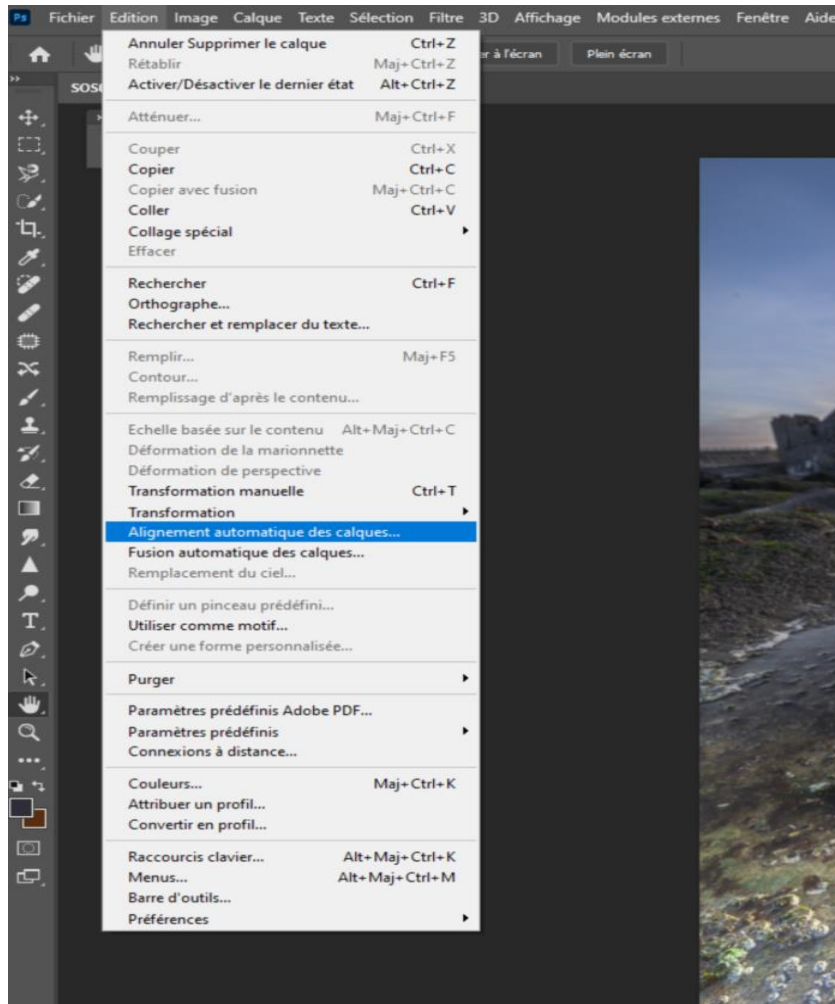 Ps Fichier Edition Image Calque Texte Sélection Filtre 3D Affichage Modules externes Fenêtre Aide
à l'écran Plein écran
Annuler Supprimer le calque Ctrl+Z
Rétablir Maj+Ctrl+Z
Activer/Désactiver le dernier état Alt+Ctrl+Z
Atténuer... Maj+Ctrl+F
Couper Ctrl+X
Copier Ctrl+C
Copier avec fusion Maj+Ctrl+C
Coller Ctrl+V
Collage spécial
Effacer
Rechercher Ctrl+F
Orthographe...
Rechercher et remplacer du texte...
Remplir... Maj+F5
Contour...
Remplissage d'après le contenu...
Echelle basée sur le contenu Alt+Maj+Ctrl+C
Déformation de la marionnette
Déformation de perspective
Transformation manuelle Ctrl+T
Transformation
Alignement automatique des calques...
Fusion automatique des calques...
Remplacement du ciel...
Définir un pinceau prédéfini...
Utiliser comme motif...
Créer une forme personnalisée...
Purger
Paramètres prédéfinis Adobe PDF...
Paramètres prédéfinis
Connexions à distance...
Couleurs... Maj+Ctrl+K
Attribuer un profil...
Convertir en profil...
Raccourcis clavier... Alt+Maj+Ctrl+K
Menus... Alt+Maj+Ctrl+M
Barre d'outils...
Préférences